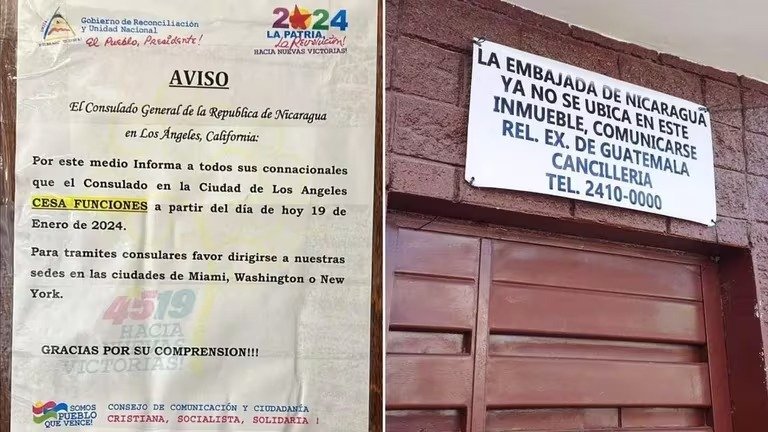 Gobierno de Reconciliación
y Unidad Nacional
El Pueblo, Presidente!
2024
LA PATRIA,
La REVOLUCIÓN!
HACIA NUEVAS VICTORIAS!
AVISO
El Consulado General de la Republica de Nicaragua
en Los Ángeles, California:
Por este medio Informa a todos sus connacionales
que el Consulado en la Ciudad de Los Angeles
CESA FUNCIONES a partir del día de hoy 19 de
Enero de 2024.
Para tramites consulares favor dirigirse a nuestras
sedes en las ciudades de Miami, Washington o New
York.
4519
HACIA
VICTORIAS!
GRACIAS POR SU COMPRENSION!!!
SOMOS
PUEBLO
QUE VENCE!
CONSEJO DE COMUNICACIÓN Y CIUDADANÍA
CRISTIANA, SOCIALISTA, SOLIDARIA !
LA EMBAJADA DE NICARAGUA
YA NO SE UBICA EN ESTE
INMUEBLE, COMUNICARSE
REL. EX. DE GUATEMALA
CANCILLERIA
TEL. 2410-0000